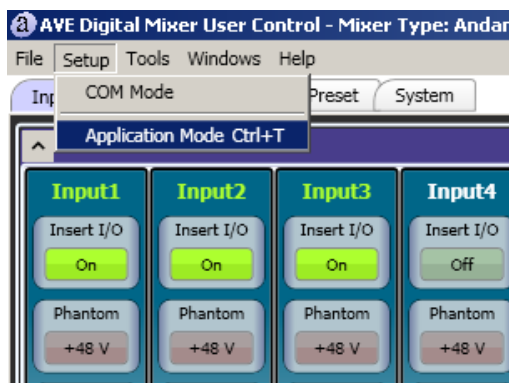 AVE Digital Mixer User Control - Mixer Type: Andar
File Setup Tools Windows Help
COM Mode
Preset System
Application Mode Ctrl+T
Input1 Input2 Input3 Input4
Insert I/O Insert I/O Insert I/O Insert I/O
On On On Off
Phantom Phantom Phantom Phantom
+48 V +48 V +48 V +48 V